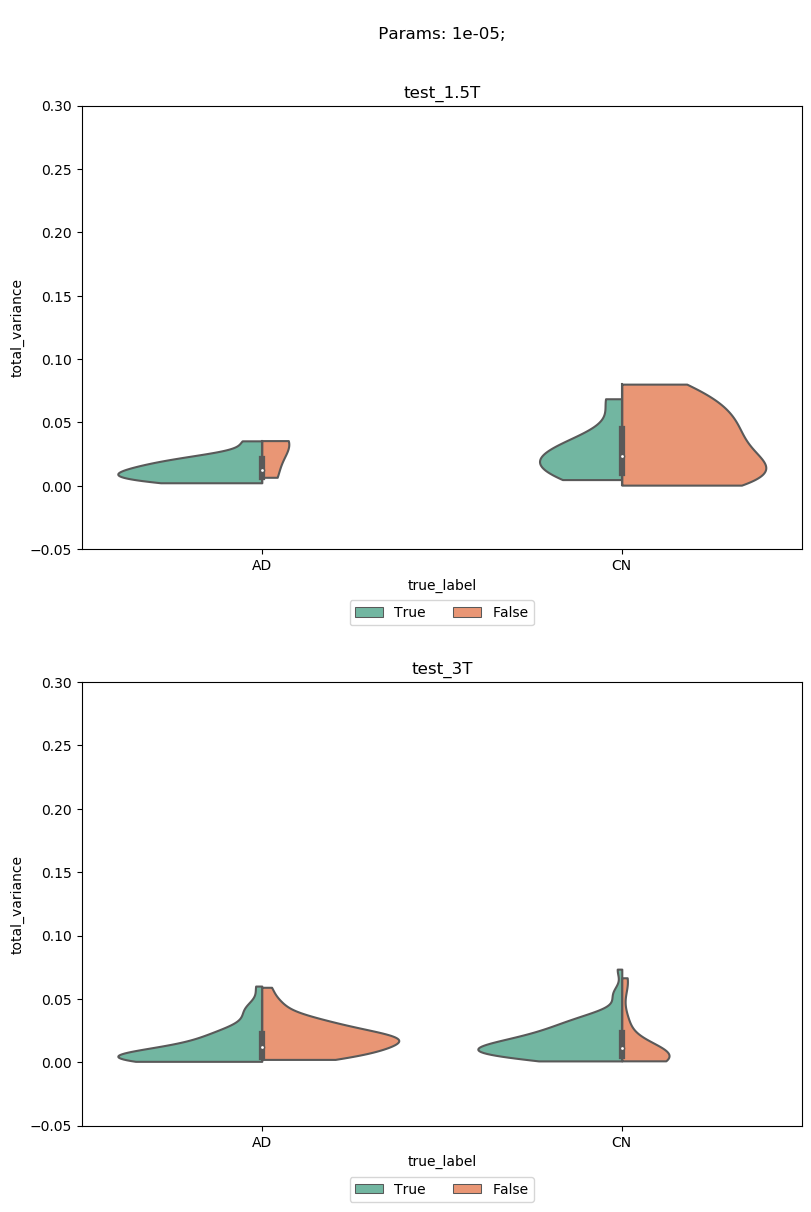 Params: 1e-05;
test_1.5T
0.30
0.25
0.20
0.15
0.10
0.05
0.00
−0.05
total_variance
AD CN
true_label
True False
test_3T
0.30
0.25
0.20
0.15
0.10
0.05
0.00
−0.05
total_variance
AD CN
true_label
True False